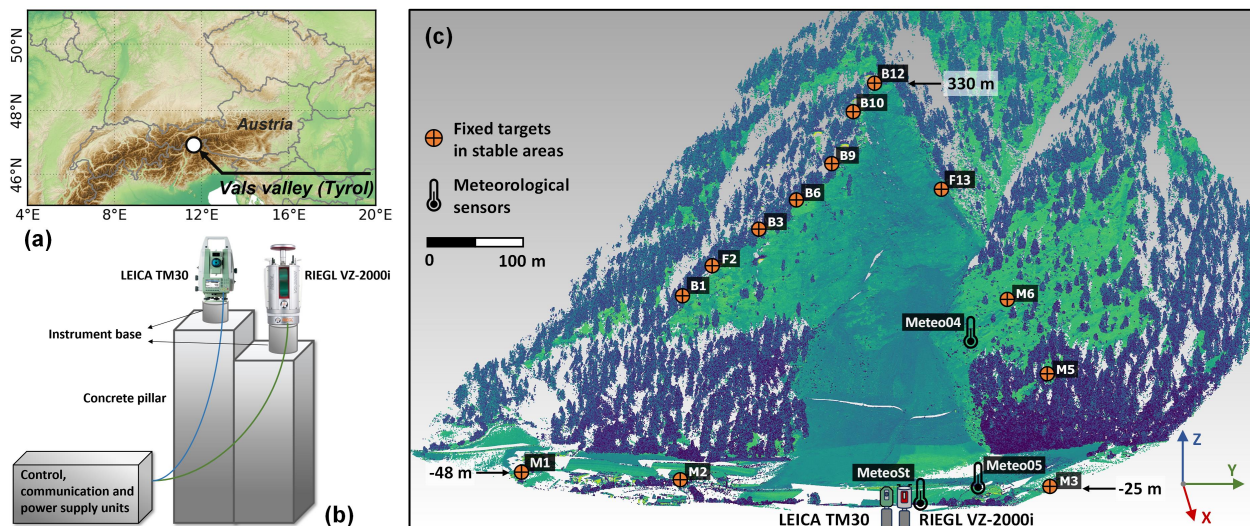 50°N
48°N
46°N
4°E
8°E
12°E
16°E
20°E
Austria
Vals valley (Tyrol)
(a)
LEICA TM30
RIEGL VZ-2000i
Instrument base
Concrete pillar
Control,
communication and
power supply units
(b)
(c)
Fixed targets
in stable areas
Meteorological
sensors
0
100 m
B12
330 m
B10
B9
F13
B6
B3
F2
B1
M6
Meteo04
M5
-48 m
M1
M2
MeteoSt
Meteo05
M3
-25 m
LEICA TM30
RIEGL VZ-2000i
Z
Y
X